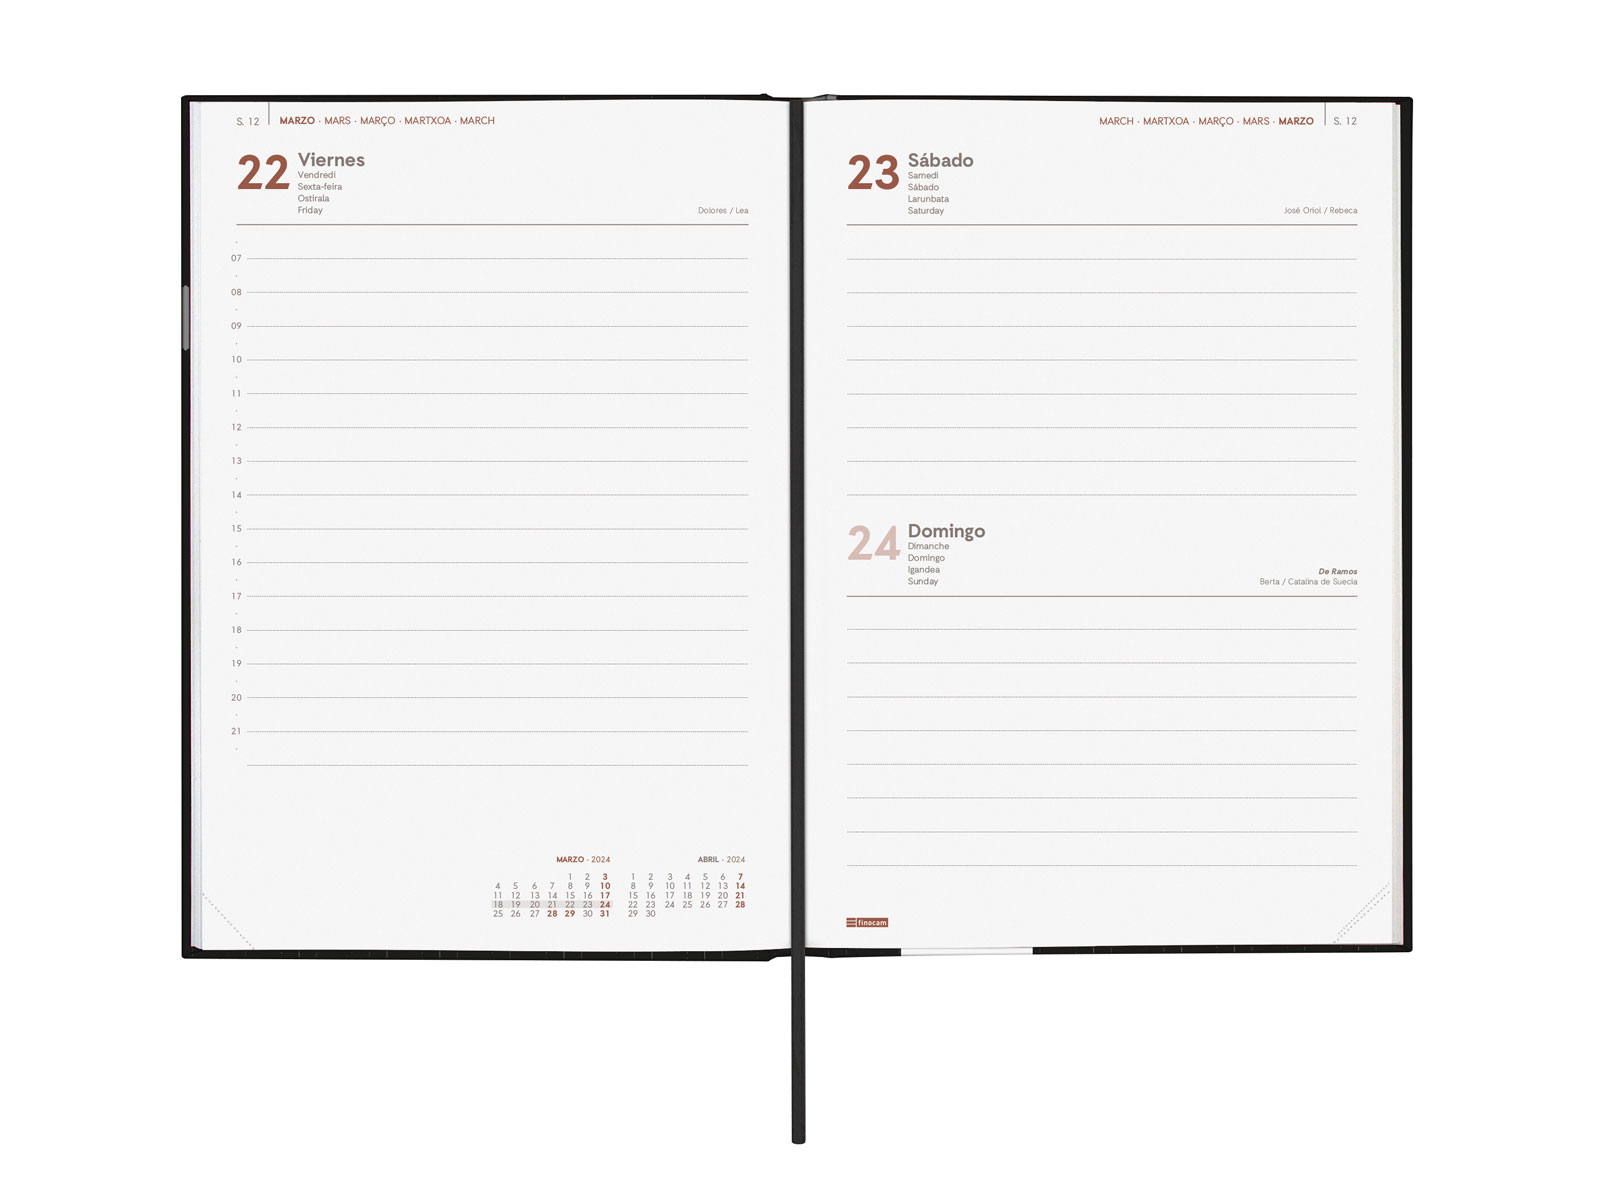 S. 12 MARZO · MARS · MARÇO · MARTXOA · MARCH
22 Viernes
Vendredi
Sexta-feira
Ostirala
Friday
Dolores / Lea
07
08
09
10
11
12
13
14
15
16
17
18
19
20
21
MARZO · 2024
1 2 3
4 5 6 7 8 9 10
11 12 13 14 15 16 17
18 19 20 21 22 23 24
25 26 27 28 29 30 31
ABRIL · 2024
1 2 3 4 5 6 7
8 9 10 11 12 13 14
15 16 17 18 19 20 21
22 23 24 25 26 27 28
29 30
MARCH · MARTXOA · MARÇO · MARS · MARZO S. 12
23 Sábado
Samedi
Sábado
Larunbata
Saturday
José Oriol / Rebeca
24 Domingo
Dimanche
Domingo
Igandea
Sunday
De Ramos
Berta / Catalina de Suecia
finocam